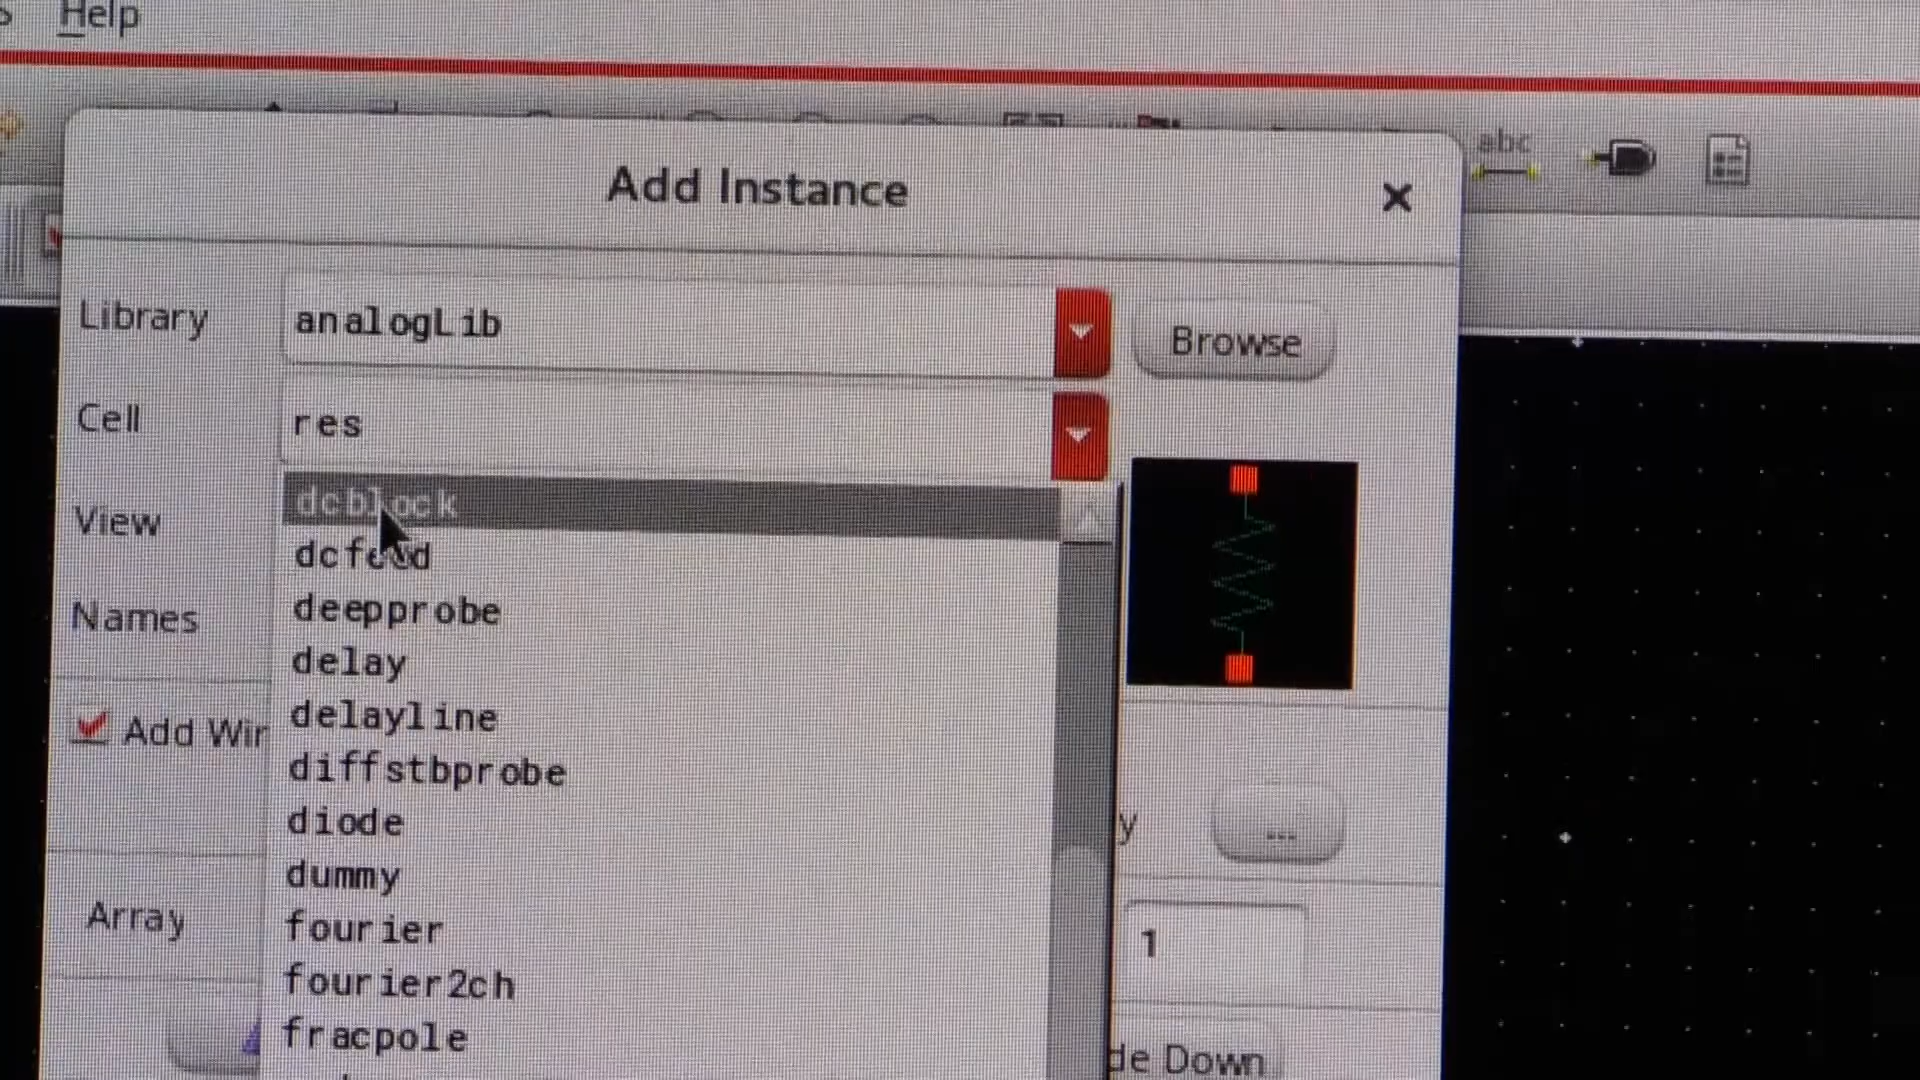 Help
abc
Add Instance
Library
analogLib
Browse
Cell
res
View
dcblock
dcfeed
deepprobe
Names
delay
delayline
Add Wir
diffstbprobe
diode
y
...
dummy
Array
fourier
1
fourier2ch
fracpole
de Down